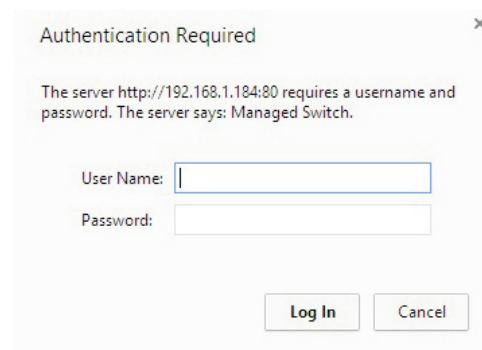 Authentication Required
The server http://192.168.1.184:80 requires a username and
password. The server says: Managed Switch.
User Name:
Password:
Log In
Cancel